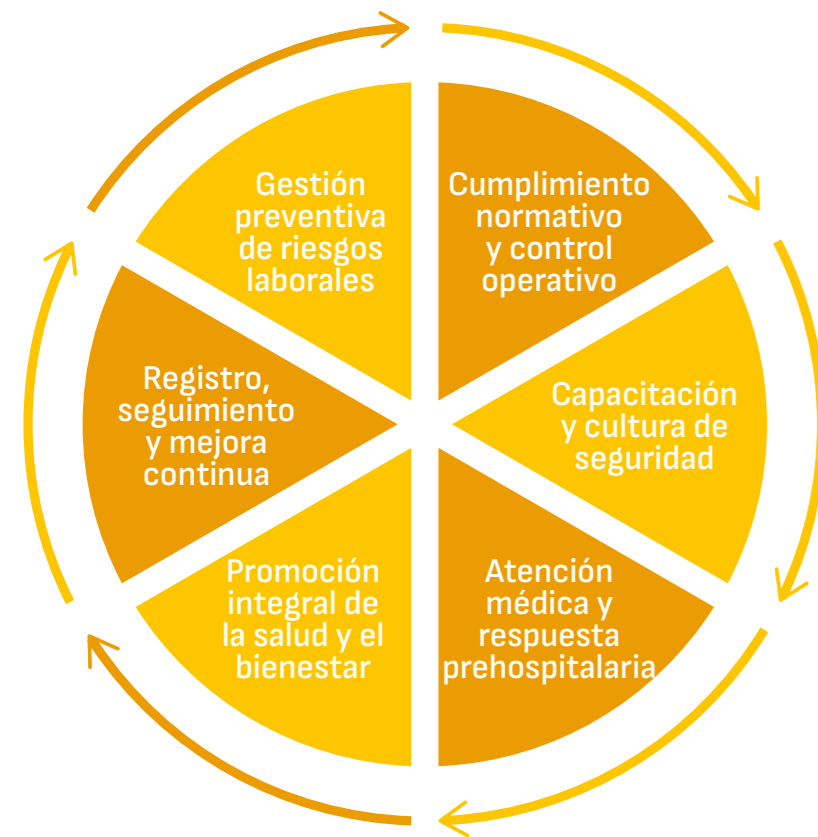 Gestión
preventiva
de riesgos
laborales
Cumplimiento
normativo
y control
operativo
Capacitación
y cultura de
seguridad
Atención
médica y
respuesta
prehospitalaria
Promoción
integral de
la salud y el
bienestar
Registro,
seguimiento
y mejora
continua